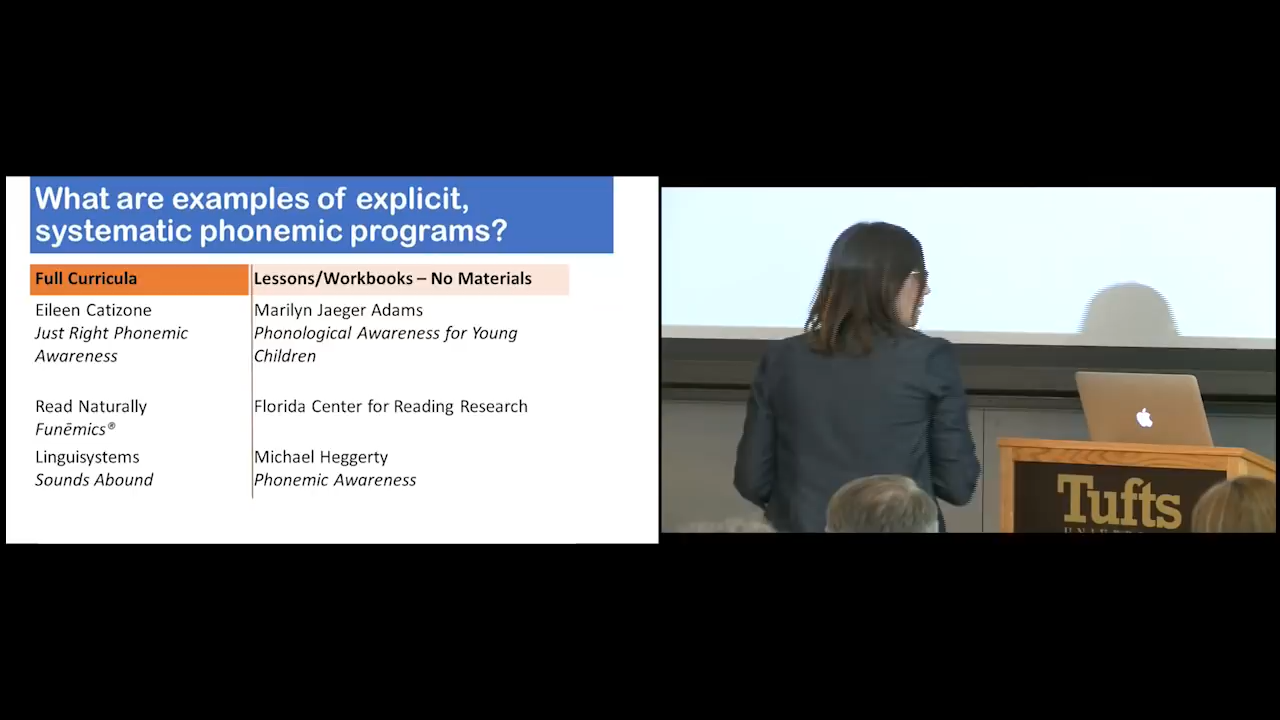 What are examples of explicit,
systematic phonemic programs?
Full Curricula
Lessons/Workbooks – No Materials
Eileen Catizone
Just Right Phonemic
Awareness
Marilyn Jaeger Adams
Phonological Awareness for Young
Children
Read Naturally
Funēmics®
Florida Center for Reading Research
Linguisystems
Sounds Abound
Michael Heggerty
Phonemic Awareness
Tufts